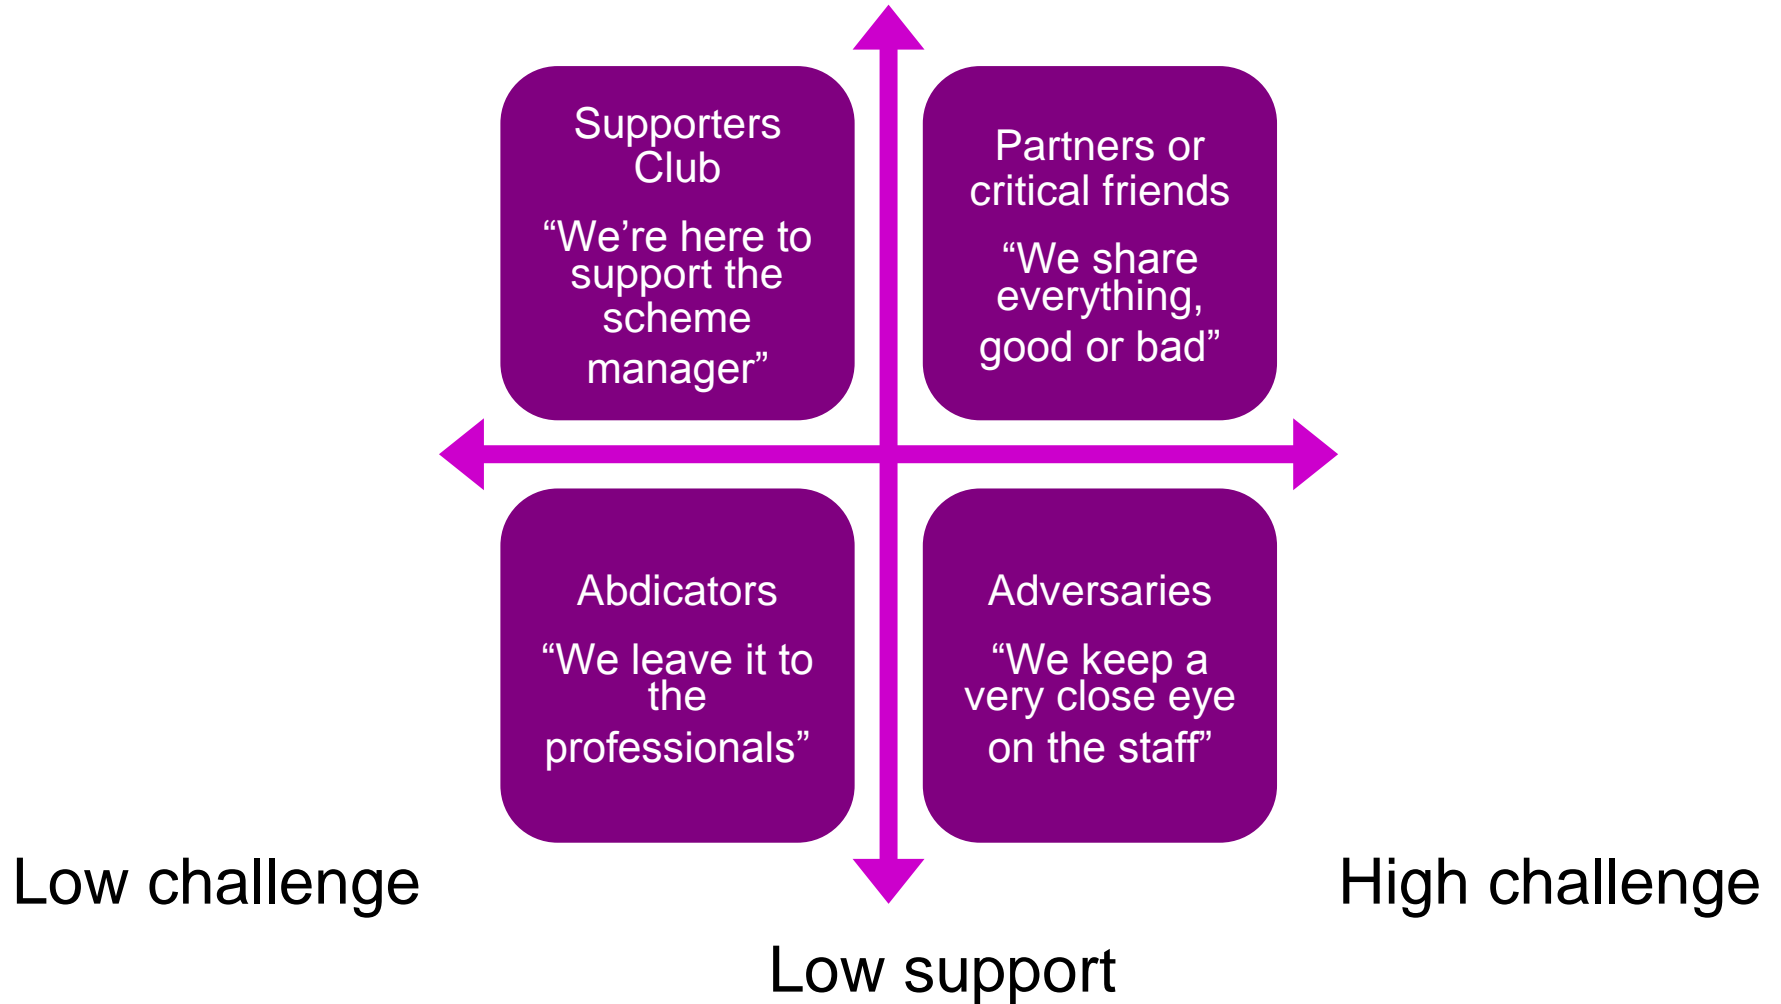 Supporters
Club
“We’re here to
support the
scheme
manager”
Partners or
critical friends
“We share
everything,
good or bad”
Abdicators
“We leave it to
the
professionals”
Adversaries
“We keep a
very close eye
on the staff”
Low challenge
High challenge
Low support